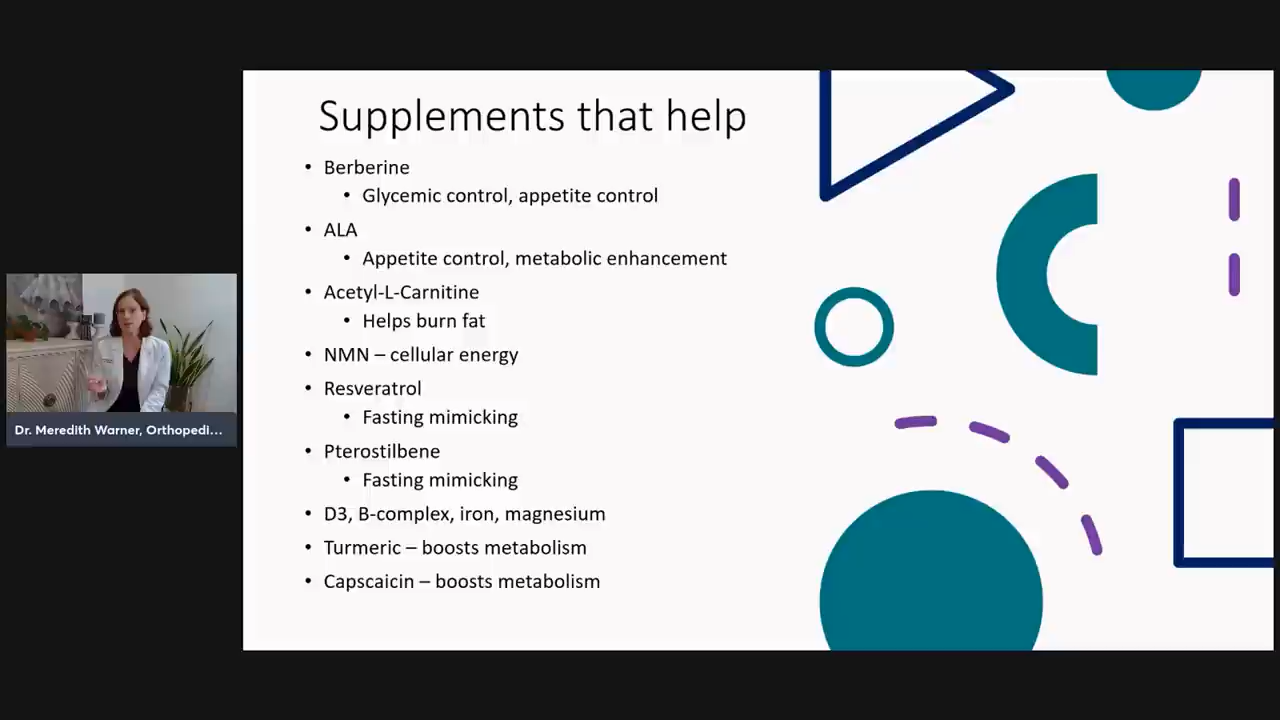 Supplements that help
• Berberine
• Glycemic control, appetite control
• ALA
• Appetite control, metabolic enhancement
• Acetyl-L-Carnitine
• Helps burn fat
• NMN – cellular energy
• Resveratrol
• Fasting mimicking
• Pterostilbene
• Fasting mimicking
• D3, B-complex, iron, magnesium
• Turmeric – boosts metabolism
• Capscaicin – boosts metabolism
Dr. Meredith Warner, Orthopedi...